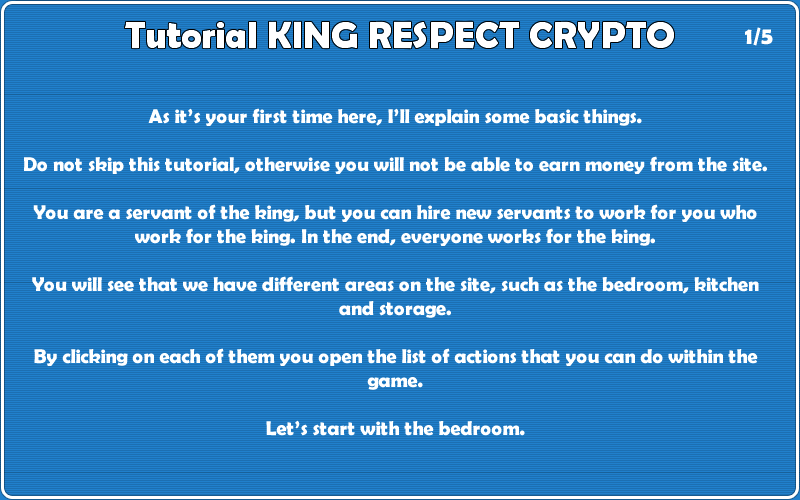 Tutorial KING RESPECT CRYPTO
1/5
As it's your first time here, I'll explain some basic things.
Do not skip this tutorial, otherwise you will not be able to earn money from the site.
You are a servant of the king, but you can hire new servants to work for you who
work for the king. In the end, everyone works for the king.
You will see that we have different areas on the site, such as the bedroom, kitchen
and storage.
By clicking on each of them you open the list of actions that you can do within the
game.
Let's start with the bedroom.